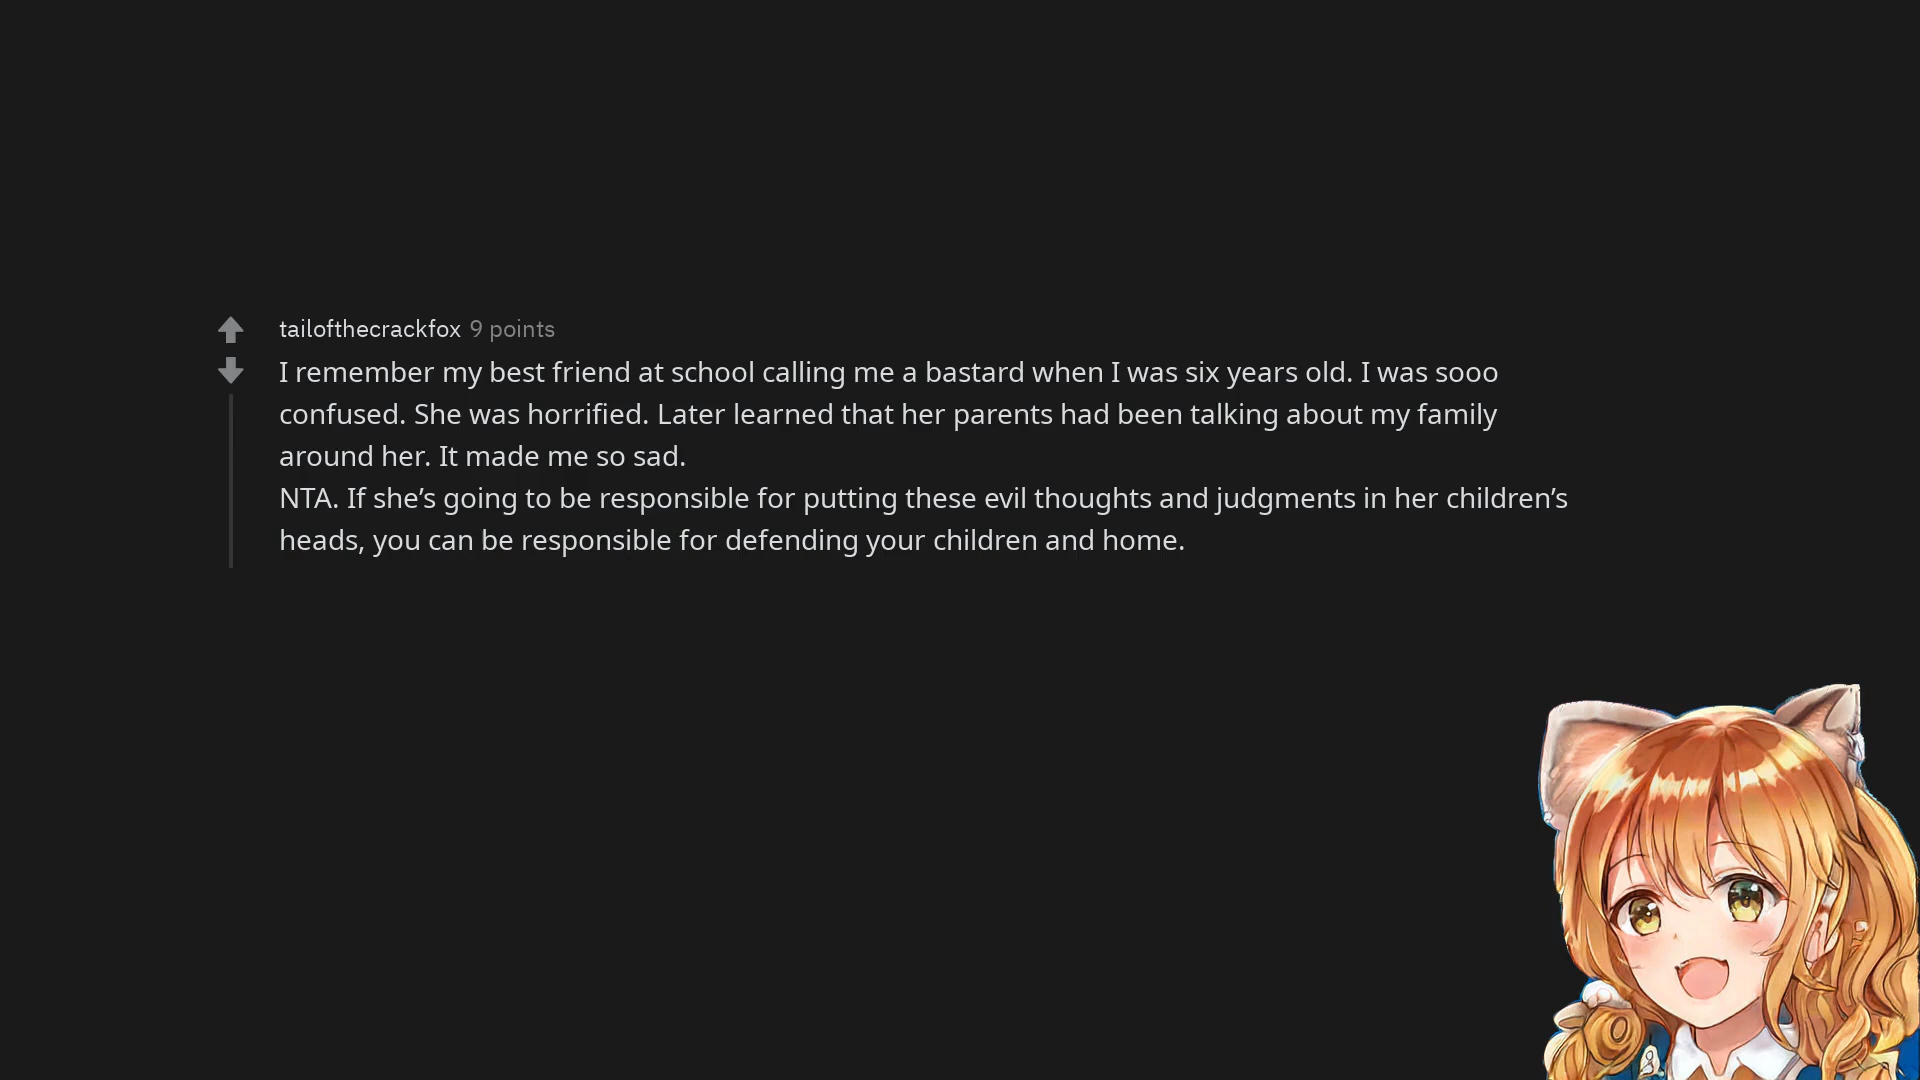 tailofthecrackfox 9 points
I remember my best friend at school calling me a bastard when I was six years old. I was sooo
confused. She was horrified. Later learned that her parents had been talking about my family
around her. It made me so sad.
NTA. If she’s going to be responsible for putting these evil thoughts and judgments in her children’s
heads, you can be responsible for defending your children and home.